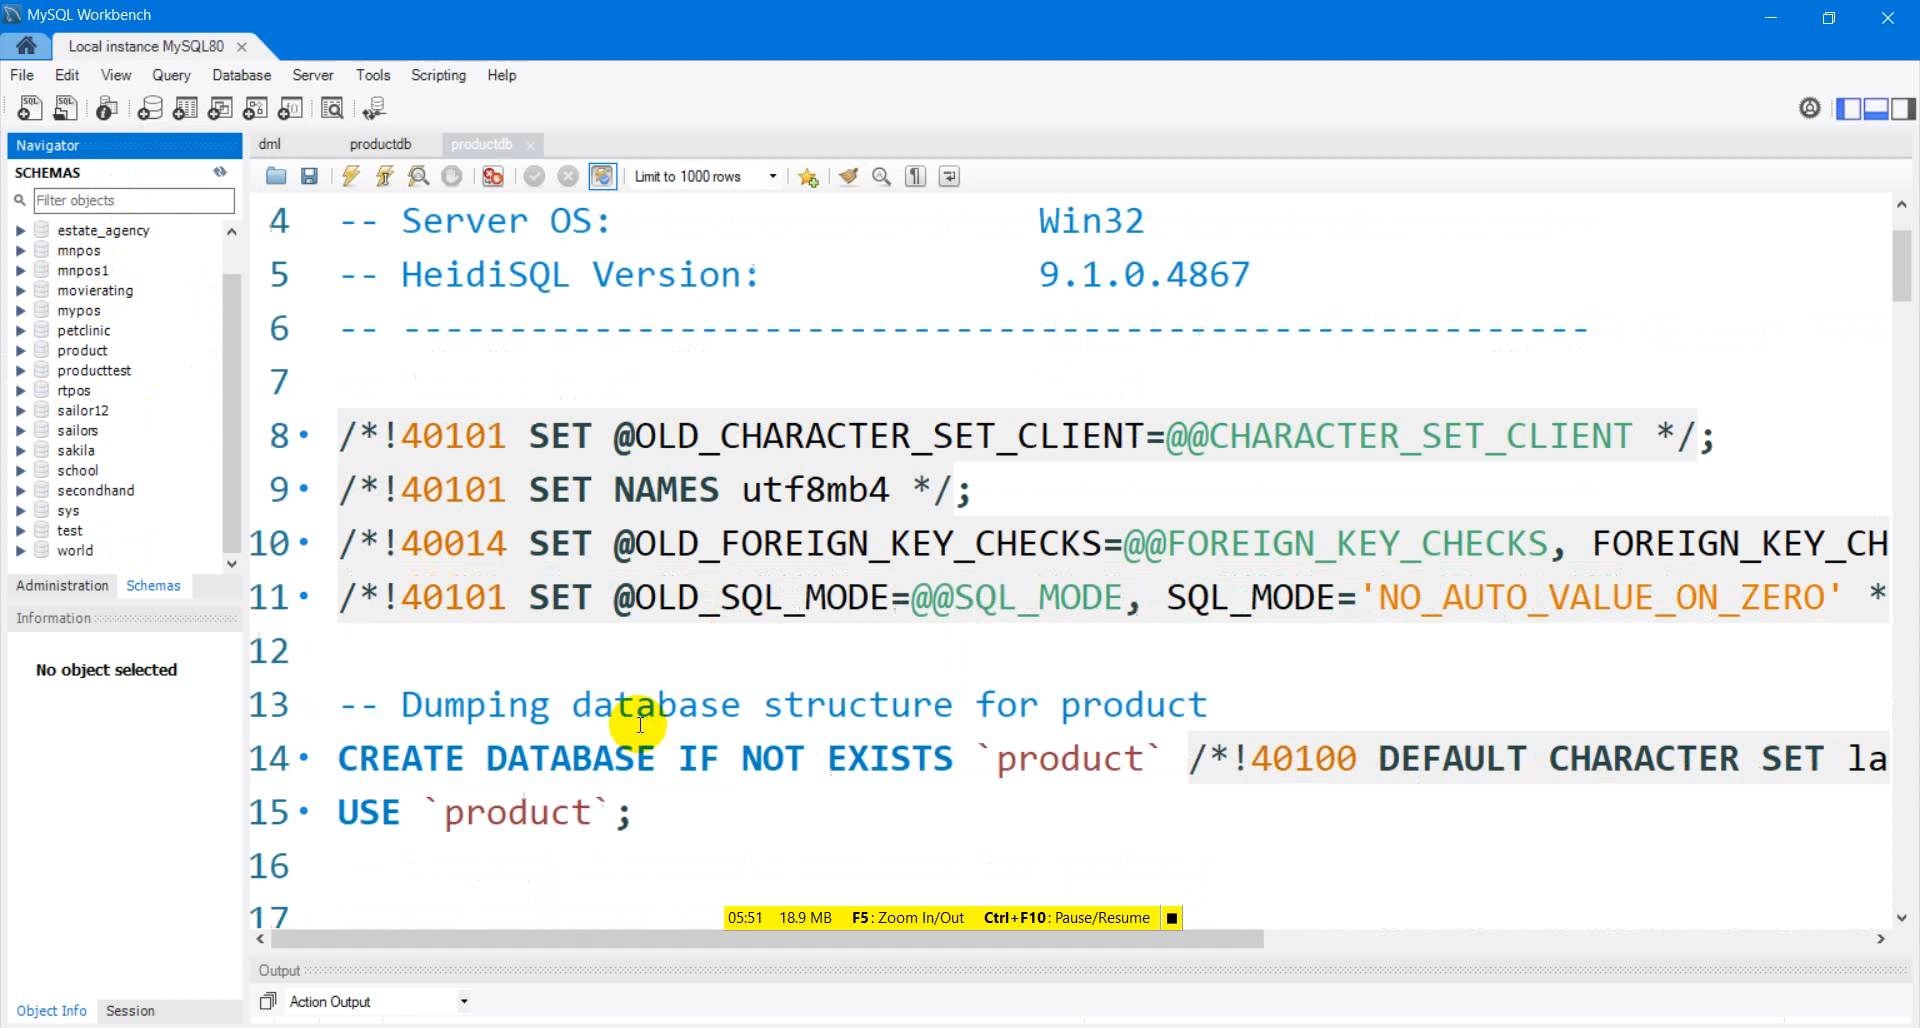 MySQL Workbench
Local instance MySQL80
File Edit View Query Database Server Tools Scripting Help
Navigator
SCHEMAS
Filter objects
estate_agency
mnpos
mnpos1
movierating
mypos
petclinic
product
producttest
rtpos
sailor12
sailors
sakila
school
secondhand
sys
test
world
Administration Schemas
Information
No object selected
Object Info Session
dml productdb productdb
Limit to 1000 rows
4 -- Server OS: Win32
5 -- HeidiSQL Version: 9.1.0.4867
6 -- --------------------------------------------------------
7
8 /*!40101 SET @OLD_CHARACTER_SET_CLIENT=@@CHARACTER_SET_CLIENT */;
9 /*!40101 SET NAMES utf8mb4 */;
10 /*!40014 SET @OLD_FOREIGN_KEY_CHECKS=@@FOREIGN_KEY_CHECKS, FOREIGN_KEY_CH
11 /*!40101 SET @OLD_SQL_MODE=@@SQL_MODE, SQL_MODE='NO_AUTO_VALUE_ON_ZERO' *
12
13 -- Dumping database structure for product
14 CREATE DATABASE IF NOT EXISTS `product` /*!40100 DEFAULT CHARACTER SET la
15 USE `product`;
16
17
05:51 18.9 MB F5: Zoom In/Out Ctrl+F10: Pause/Resume
Output
Action Output